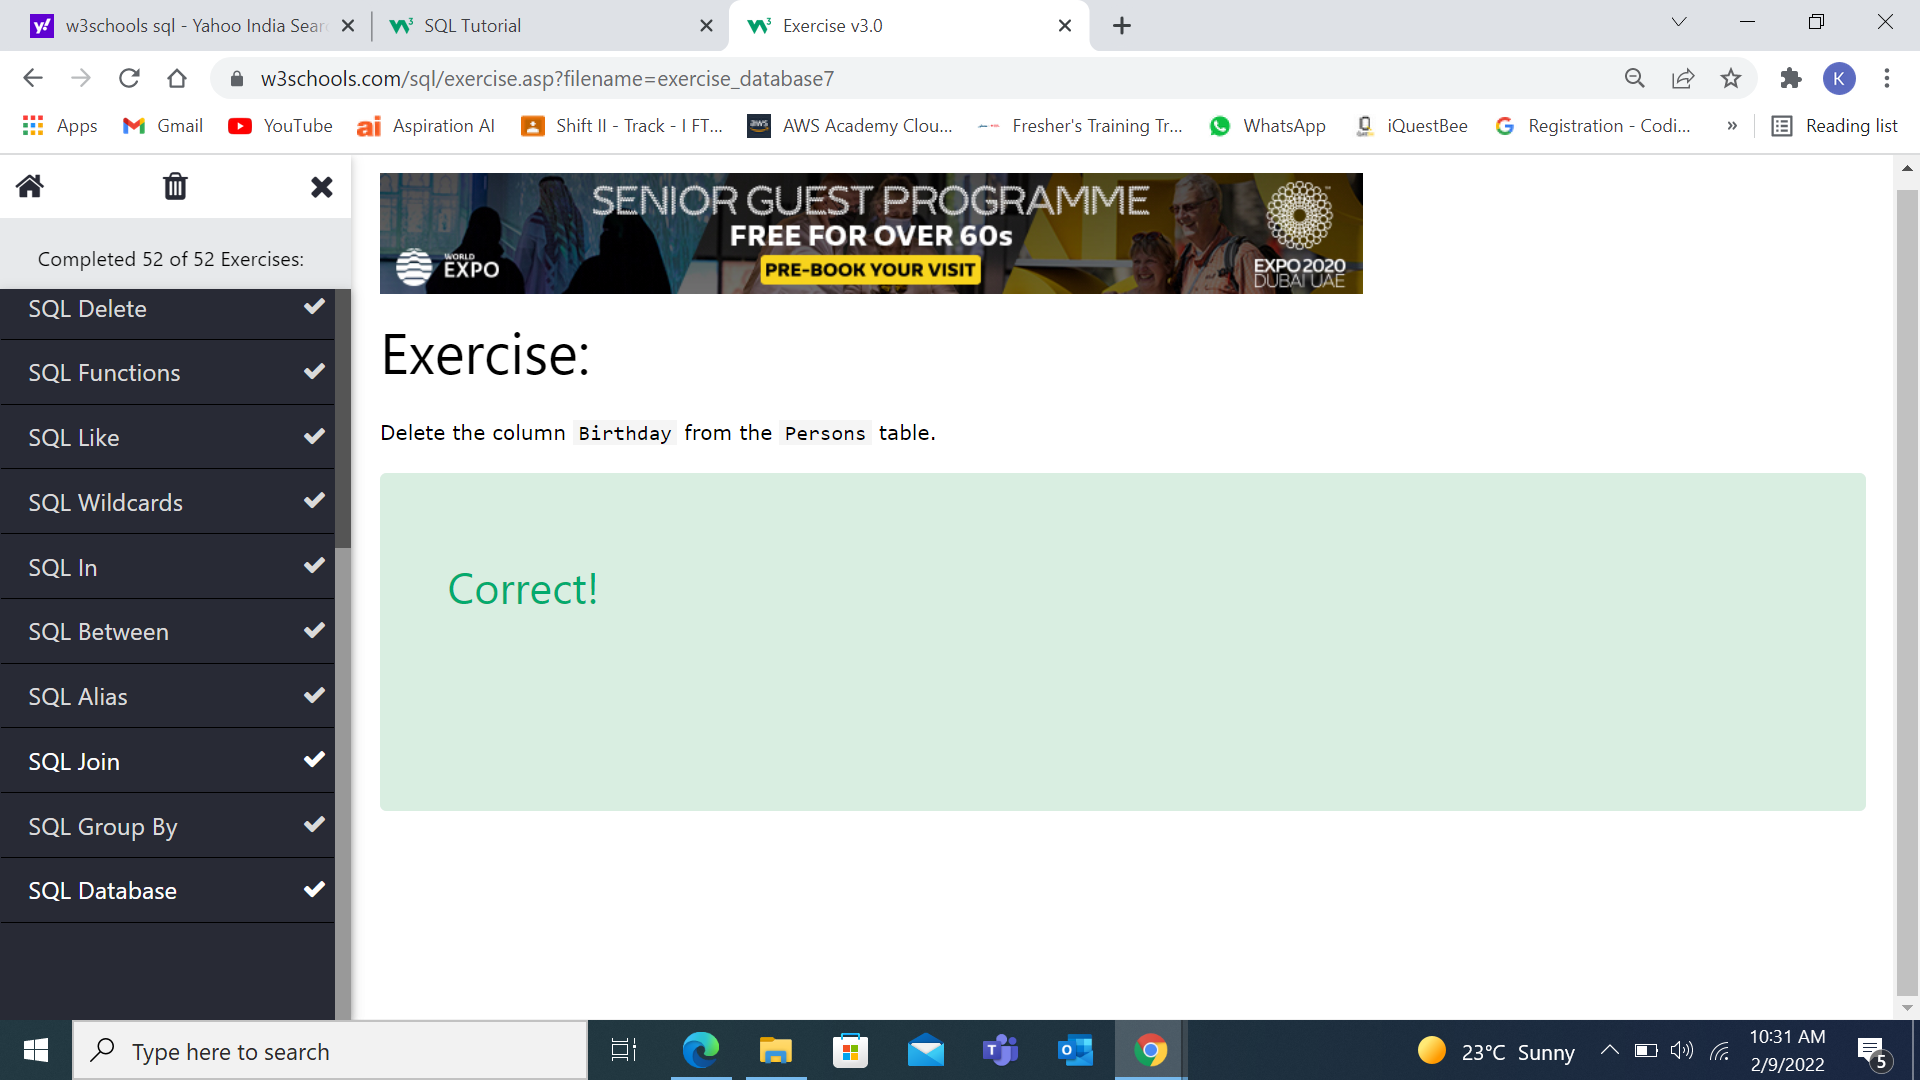 w3schools sql - Yahoo India Sear
SQL Tutorial
Exercise v3.0
w3schools.com/sql/exercise.asp?filename=exercise_database7
K
Apps
Gmail
YouTube
ai Aspiration AI
Shift II - Track - I FT...
aws AWS Academy Clou...
Fresher's Training Tr...
WhatsApp
iQuestBee
Registration - Codi...
»
Reading list
Completed 52 of 52 Exercises:
SQL Delete
SQL Functions
SQL Like
SQL Wildcards
SQL In
SQL Between
SQL Alias
SQL Join
SQL Group By
SQL Database
SENIOR GUEST PROGRAMME
FREE FOR OVER 60s
PRE-BOOK YOUR VISIT
WORLD
EXPO
EXPO 2020
DUBAI UAE
Exercise:
Delete the column Birthday from the Persons table.
Correct!
Type here to search
23°C Sunny
10:31 AM
2/9/2022
5